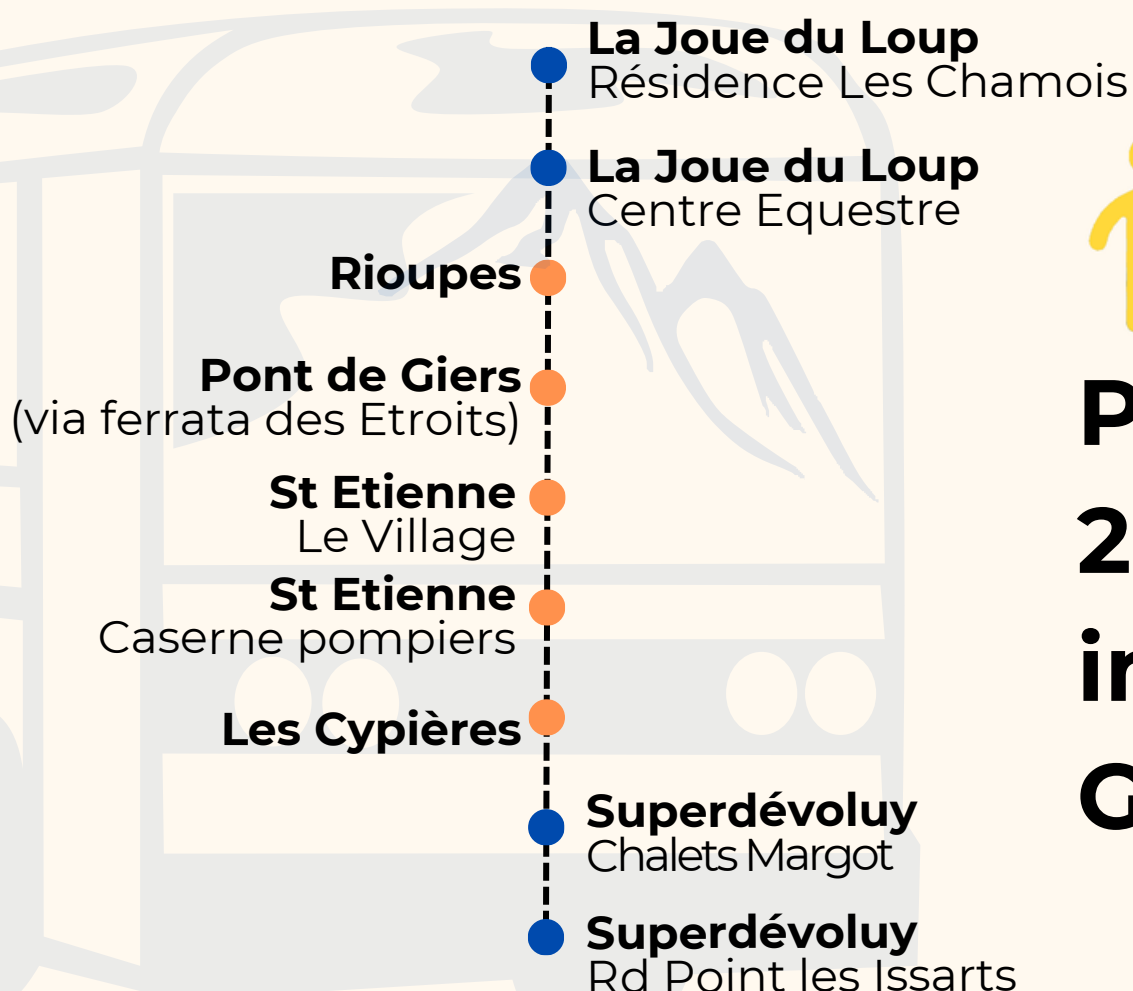 La Joue du Loup
Résidence Les Chamois
La Joue du Loup
Centre Equestre
Rioupes
Pont de Giers
(via ferrata des Etroits)
St Etienne
Le Village
St Etienne
Caserne pompiers
Les Cypières
Superdévoluy
Chalets Margot
Superdévoluy
Rd Point les Issarts
P
2
G